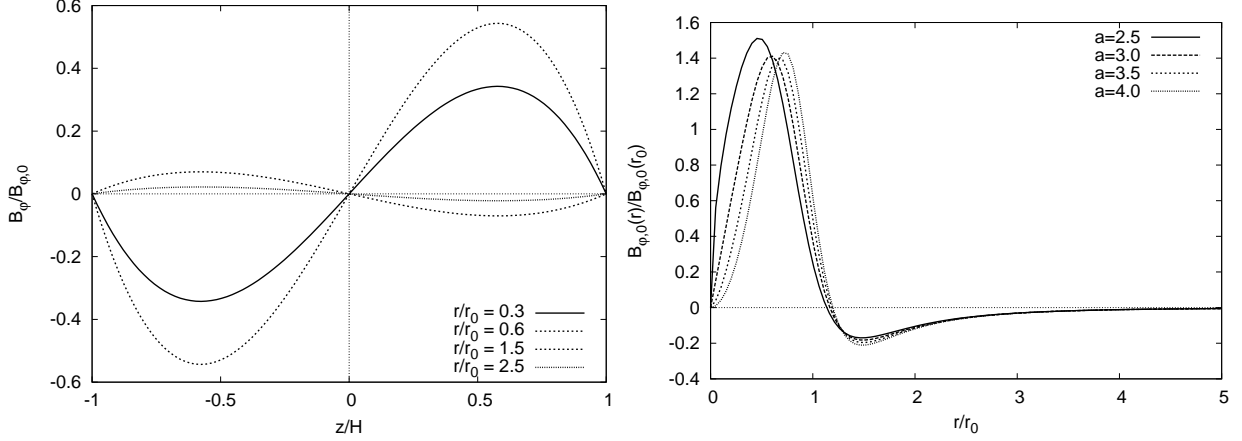 0.6
0.4
0.2
0
-0.2
-0.4
-0.6
-1
-0.5
0
0.5
1
Bφ/Bφ,0
z/H
r/r0 = 0.3
r/r0 = 0.6
r/r0 = 1.5
r/r0 = 2.5
1.6
1.4
1.2
1
0.8
0.6
0.4
0.2
0
-0.2
-0.4
0
1
2
3
4
5
Bφ,0(r)/Bφ,0(r0)
r/r0
a=2.5
a=3.0
a=3.5
a=4.0